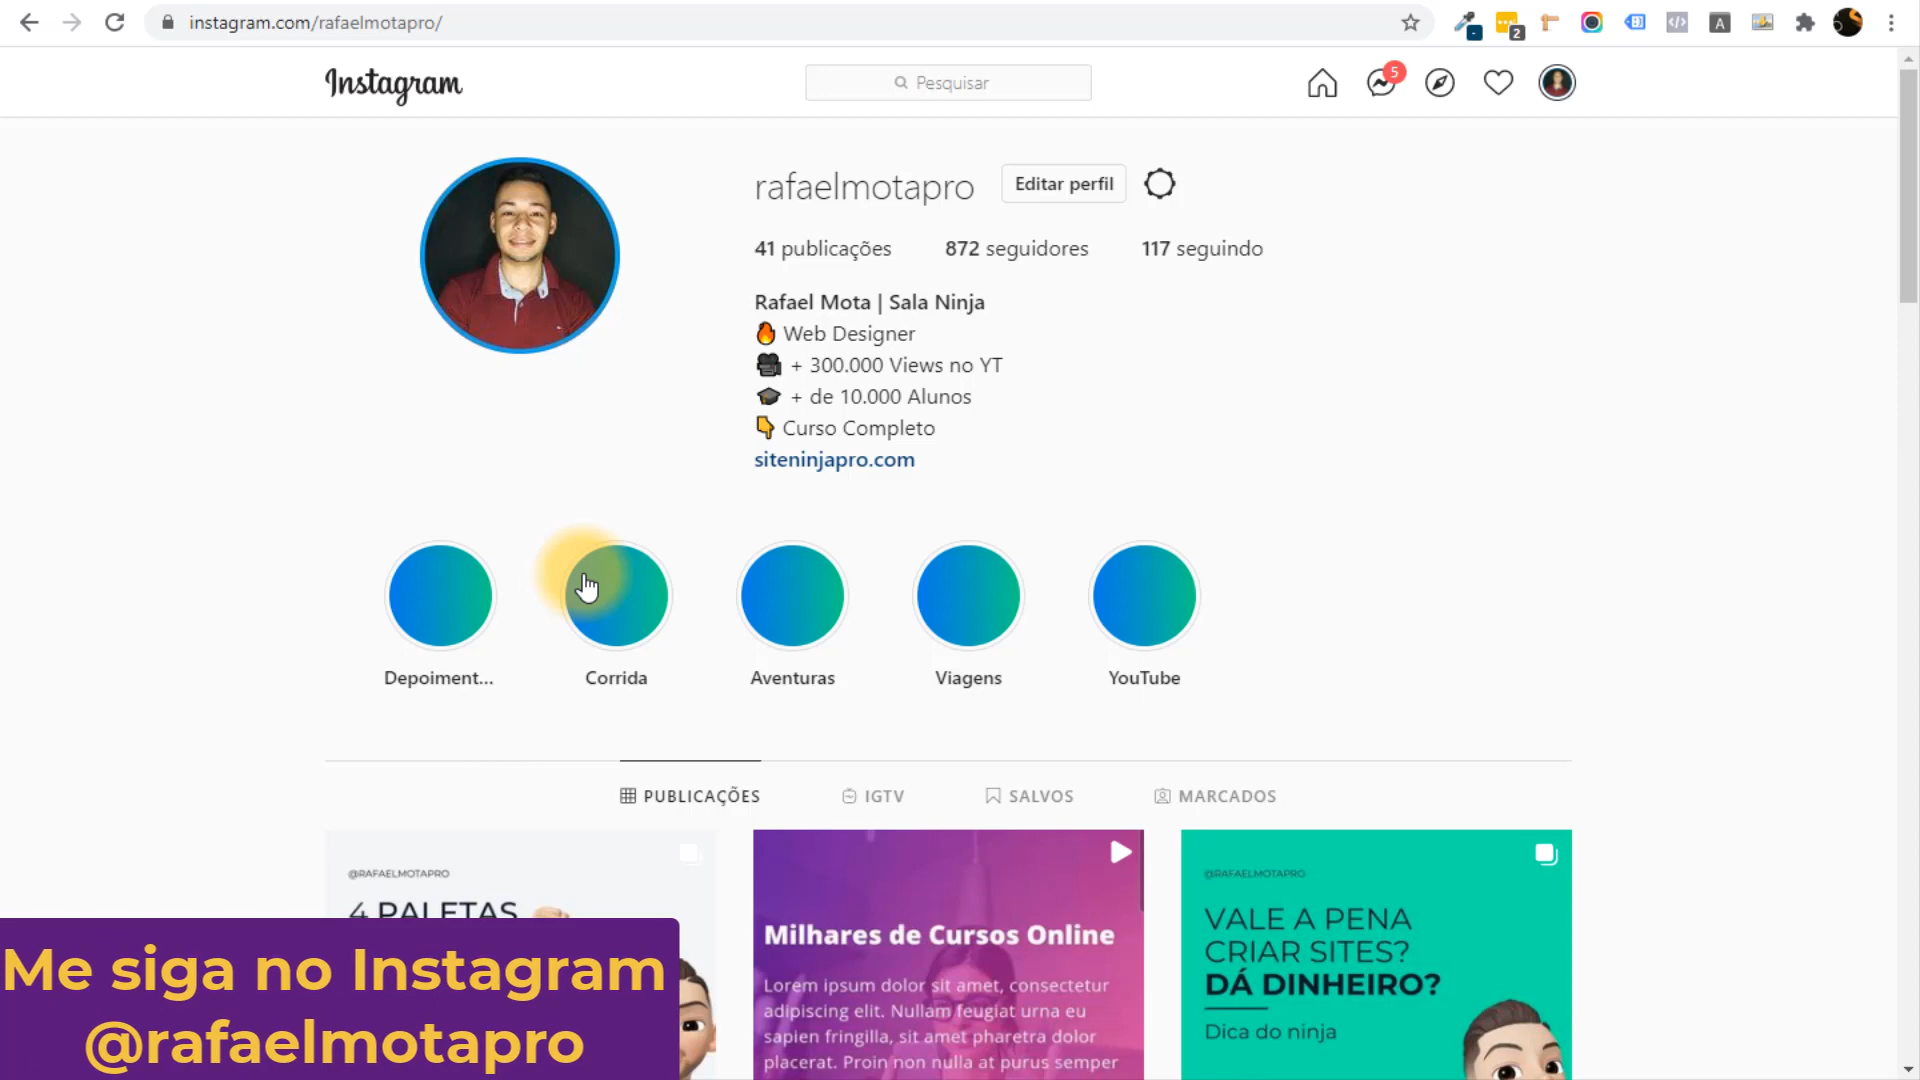 instagram.com/rafaelmotapro/
2
A
Instagram
Pesquisar
5
rafaelmotapro
Editar perfil
41 publicações 872 seguidores 117 seguindo
Rafael Mota | Sala Ninja
🔥 Web Designer
🎥 + 300.000 Views no YT
🎓 + de 10.000 Alunos
👇 Curso Completo
siteninjapro.com
Depoiment...
Corrida
Aventuras
Viagens
YouTube
PUBLICAÇÕES
IGTV
SALVOS
MARCADOS
@RAFAELMOTAPRO
4 PALETAS
Milhares de Cursos Online
Lorem ipsum dolor sit amet, consectetur
adipiscing elit. Nullam feugiat urna eu
sapien fringilla, sit amet pharetra dolor
placerat. Proin non nulla at purus semper
@RAFAELMOTAPRO
VALE A PENA
CRIAR SITES?
DÁ DINHEIRO?
Dica do ninja
Me siga no Instagram
@rafaelmotapro